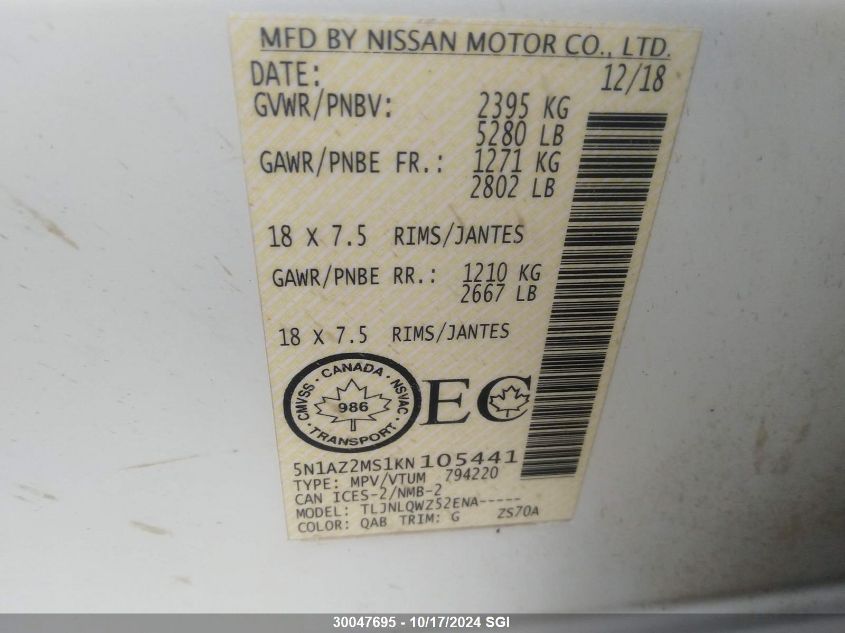 MFD BY NISSAN MOTOR CO., LTD.
DATE: 12/18
GVWR/PNBV: 2395 KG
5280 LB
GAWR/PNBE FR.: 1271 KG
2802 LB
18 X 7.5 RIMS/JANTES
GAWR/PNBE RR.: 1210 KG
2667 LB
18 X 7.5 RIMS/JANTES
CMVSS · CANADA · NSVAC · TRANSPORT ·
986
EC
5N1AZ2MS1KN105441
TYPE: MPV/VTUM 794220
CAN ICES-2/NMB-2
MODEL: TLJNLQWZ52ENA-----
COLOR: QAB TRIM: G ZS70A
30047695 - 10/17/2024 SGI